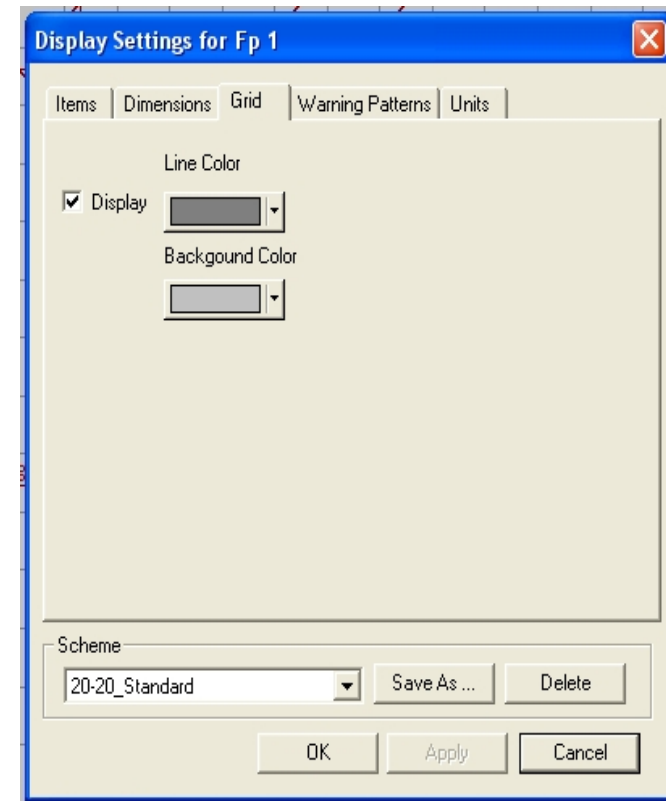 Display Settings for Fp 1
Items Dimensions Grid Warning Patterns Units
Line Color
Display
Backgound Color
Scheme
20-20_Standard Save As ... Delete
OK Apply Cancel